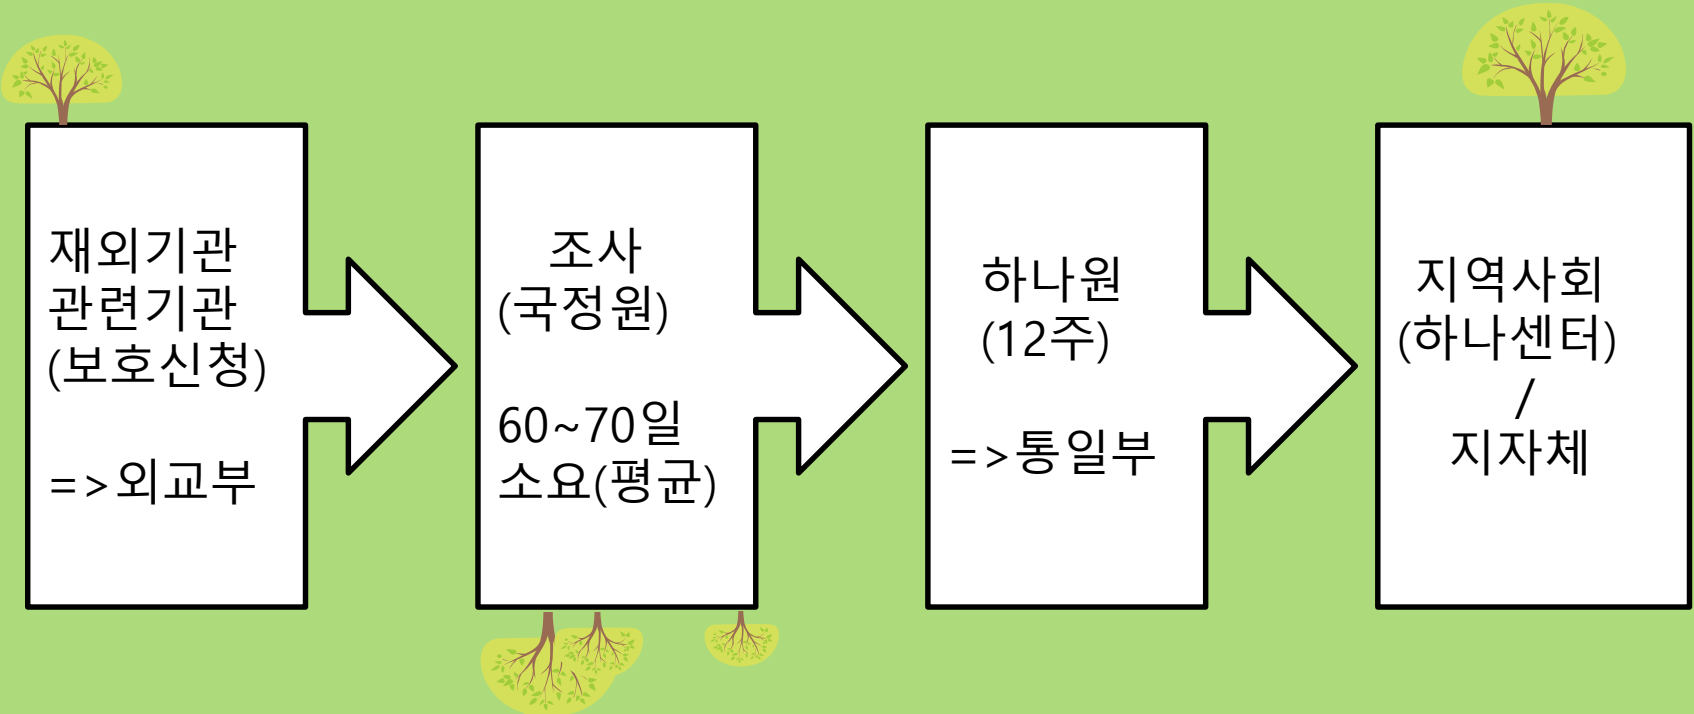 재외기관
관련기관
(보호신청)
=>외교부
조사
(국정원)
60~70일
소요(평균)
하나원
(12주)
=>통일부
지역사회
(하나센터)
/
지자체